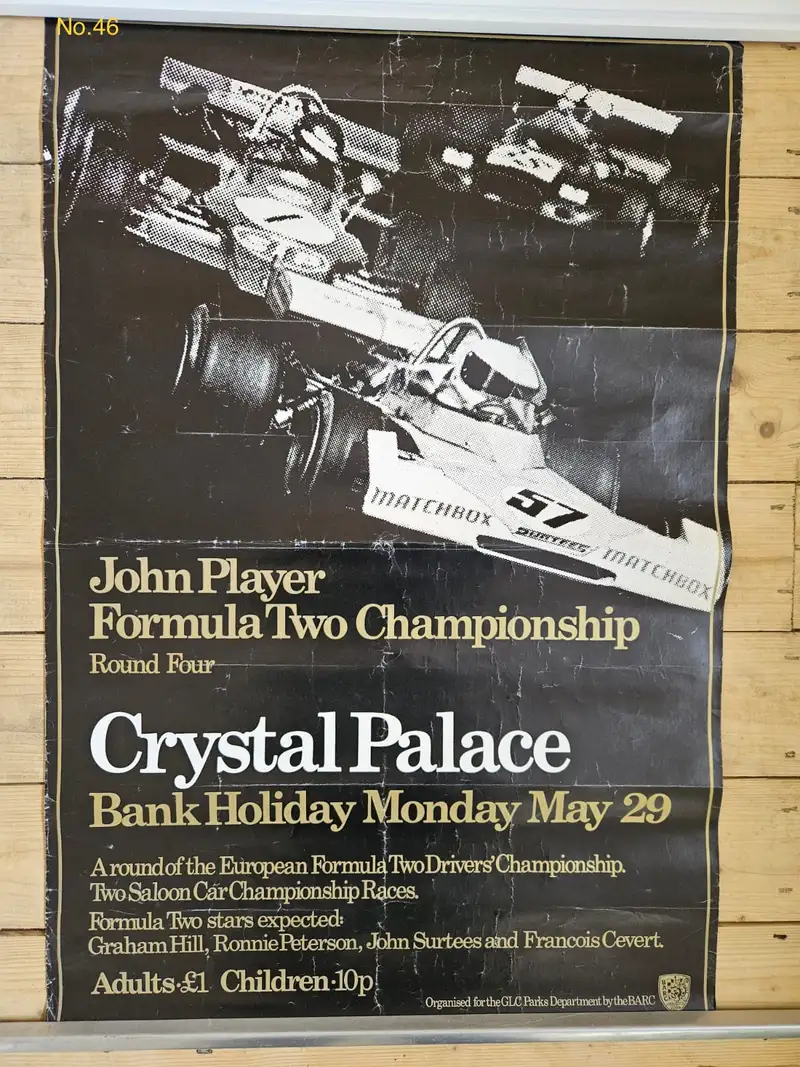 No.46
MATCHBOX
57
SURTEES
MATCHBOX
John Player
Formula Two Championship
Round Four
Crystal Palace
Bank Holiday Monday May 29
A round of the European Formula Two Drivers' Championship.
Two Saloon Car Championship Races.
Formula Two stars expected:
Graham Hill, Ronnie Peterson, John Surtees and Francois Cevert.
Adults·£1 Children·10p
Organised for the GLC Parks Department by the BARC